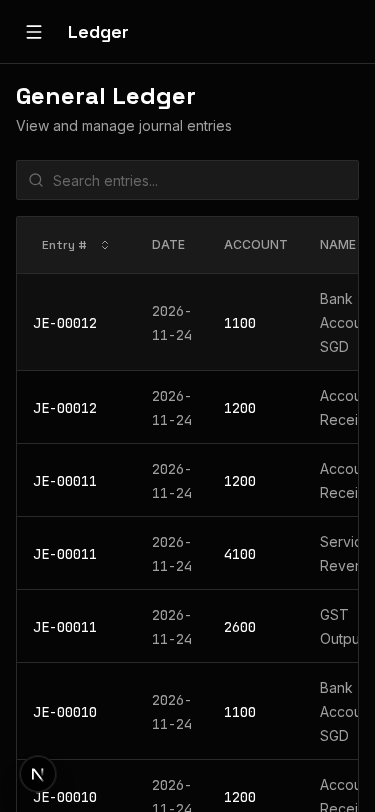 Ledger
General Ledger
View and manage journal entries
Search entries...
Entry # DATE ACCOUNT NAME
JE-00012 2026-11-24 1100 Bank Accou SGD
JE-00012 2026-11-24 1200 Accou Recei
JE-00011 2026-11-24 1200 Accou Recei
JE-00011 2026-11-24 4100 Servic Rever
JE-00011 2026-11-24 2600 GST Outpu
JE-00010 2026-11-24 1100 Bank Accou SGD
N
JE-00010 2026-11-24 1200 Accou Recei